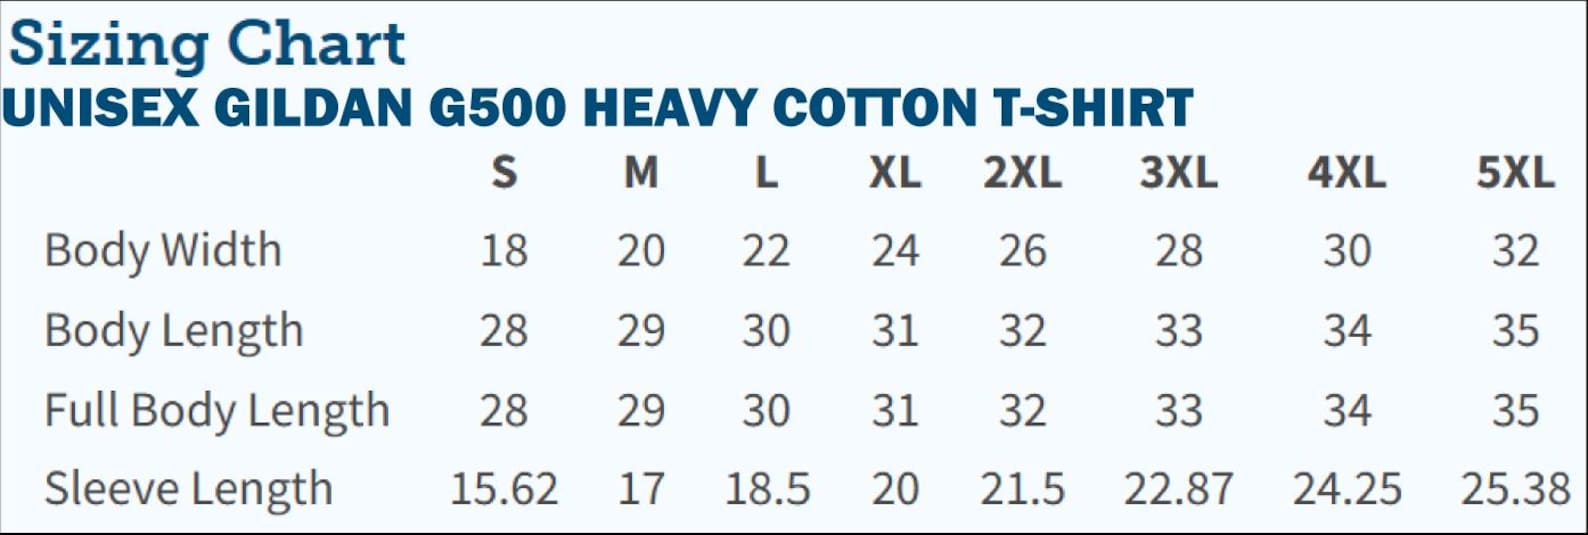 Sizing Chart
UNISEX GILDAN G500 HEAVY COTTON T-SHIRT
S M L XL 2XL 3XL 4XL 5XL
Body Width 18 20 22 24 26 28 30 32
Body Length 28 29 30 31 32 33 34 35
Full Body Length 28 29 30 31 32 33 34 35
Sleeve Length 15.62 17 18.5 20 21.5 22.87 24.25 25.38